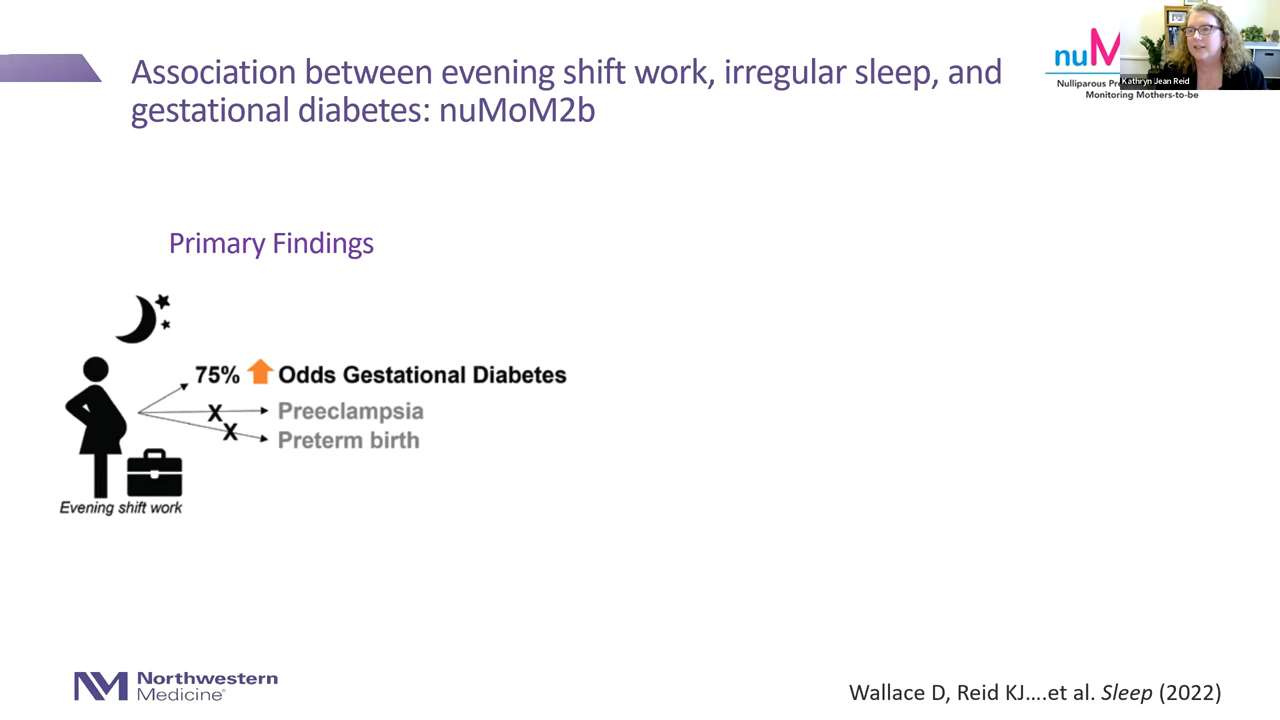 Association between evening shift work, irregular sleep, and
gestational diabetes: nuMoM2b
nuM
Kathryn Jean Reid
Nulliparous Pr
Monitoring Mothers-to-be
Primary Findings
75% Odds Gestational Diabetes
X Preeclampsia
X Preterm birth
Evening shift work
NM Northwestern
Medicine®
Wallace D, Reid KJ….et al. Sleep (2022)